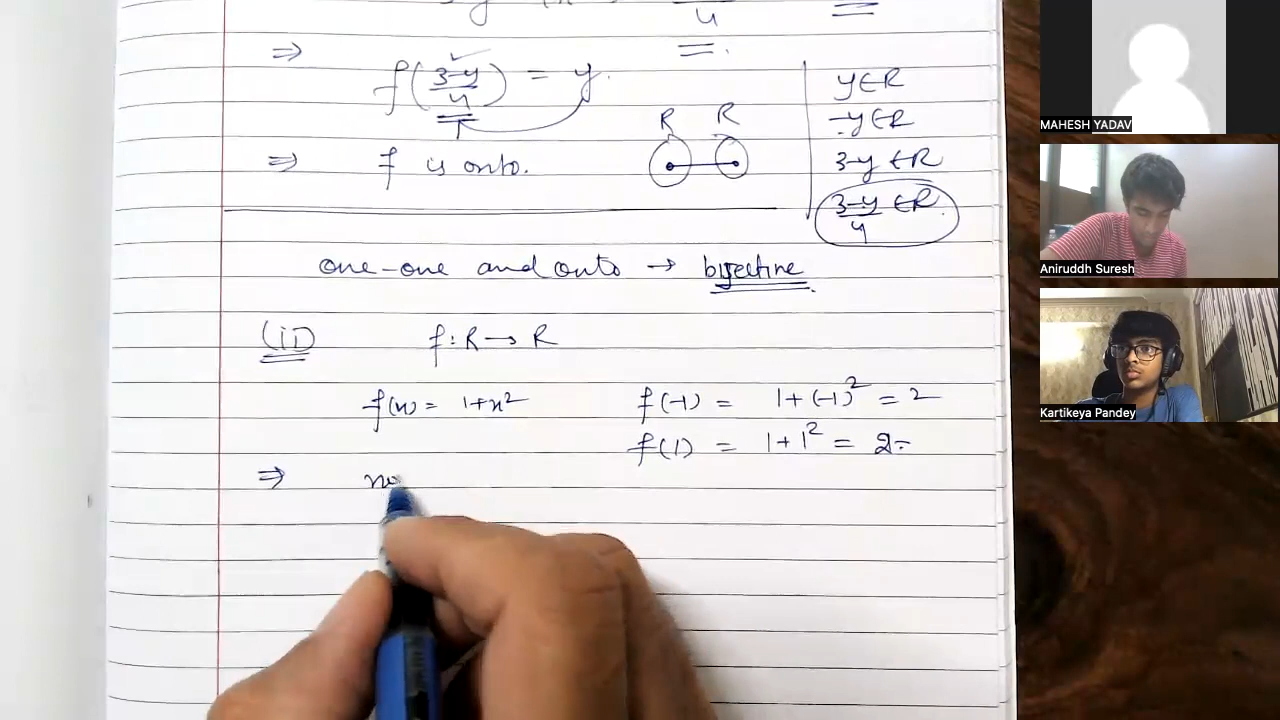 ⇒
f(3-y/4) = y.
⇒ f is onto.
R R
y∈R
-y∈R
3-y∈R
3-y/4 ∈R.
one-one and onto → bijective
(ii) f: R → R
f(x) = 1+x²
f(-1) = 1+(-1)² = 2
f(1) = 1+1² = 2
⇒ no
MAHESH YADAV
Aniruddh Suresh
Kartikeya Pandey